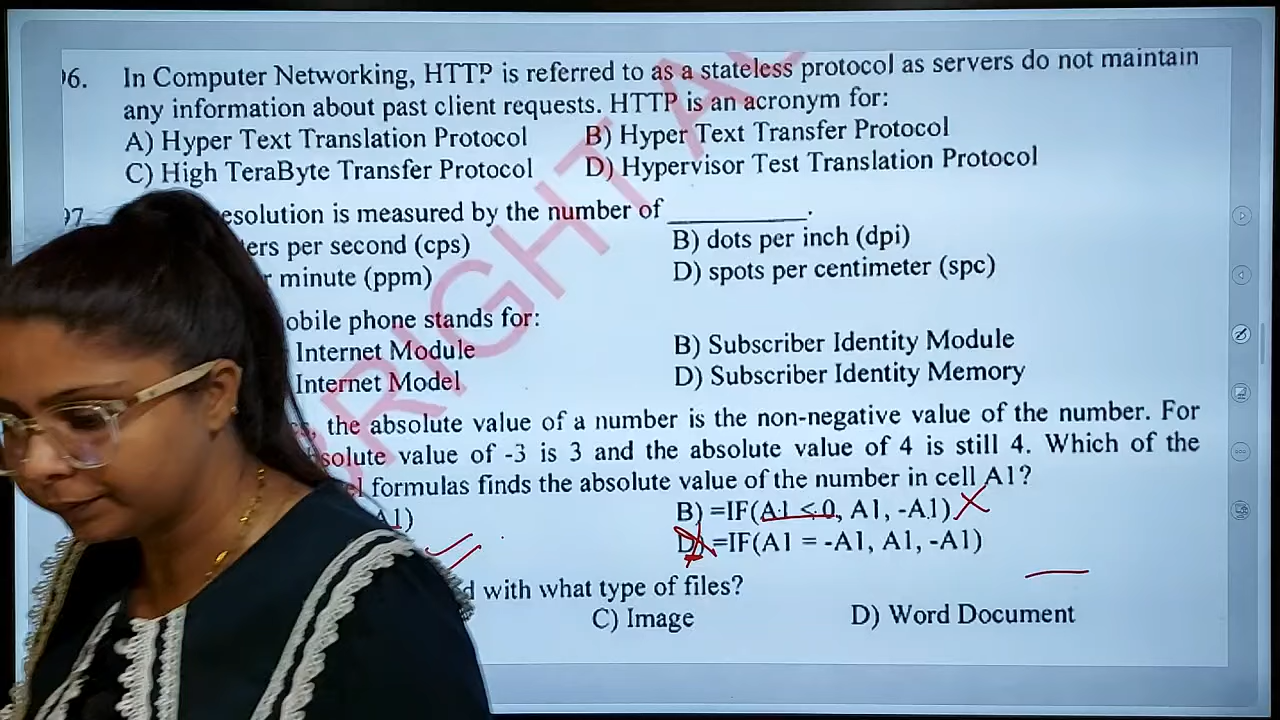 96. In Computer Networking, HTTP is referred to as a stateless protocol as servers do not maintain
any information about past client requests. HTTP is an acronym for:
A) Hyper Text Translation Protocol B) Hyper Text Transfer Protocol
C) High TeraByte Transfer Protocol D) Hypervisor Test Translation Protocol
97 esolution is measured by the number of __________.
ers per second (cps) B) dots per inch (dpi)
r minute (ppm) D) spots per centimeter (spc)
obile phone stands for:
Internet Module B) Subscriber Identity Module
Internet Model D) Subscriber Identity Memory
, the absolute value of a number is the non-negative value of the number. For
solute value of -3 is 3 and the absolute value of 4 is still 4. Which of the
el formulas finds the absolute value of the number in cell A1?
A1) B) =IF(A1 < 0, A1, -A1)
D) =IF(A1 = -A1, A1, -A1)
d with what type of files?
C) Image D) Word Document
BRIGHT A